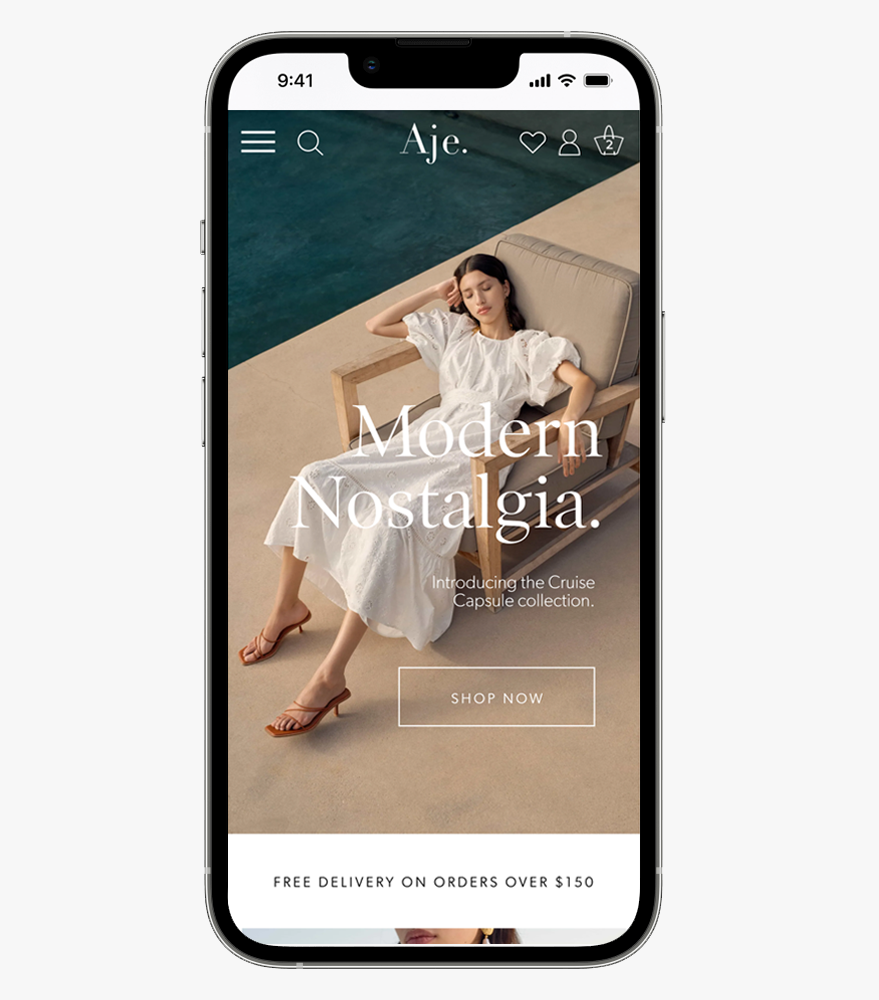 9:41
Aje.
2
Modern
Nostalgia.
Introducing the Cruise
Capsule collection.
SHOP NOW
FREE DELIVERY ON ORDERS OVER $150